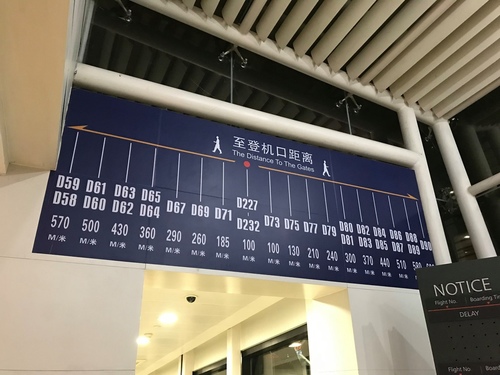 至登机口距离
The Distance To The Gates
D59 D61 D63 D65 D67 D69 D71 D227 D73 D75 D77 D79 D80 D82 D84 D86 D88
D58 D60 D62 D64 D232 D81 D83 D85 D87 D89
570 500 430 360 290 260 185 100 100 130 210 240 300 370 440 510
M/米 M/米 M/米 M/米 M/米 M/米 M/米 M/米 M/米 M/米 M/米 M/米 M/米 M/米 M/米 M/米
NOTICE
Flight No. Boarding
DELAY
Flight No.